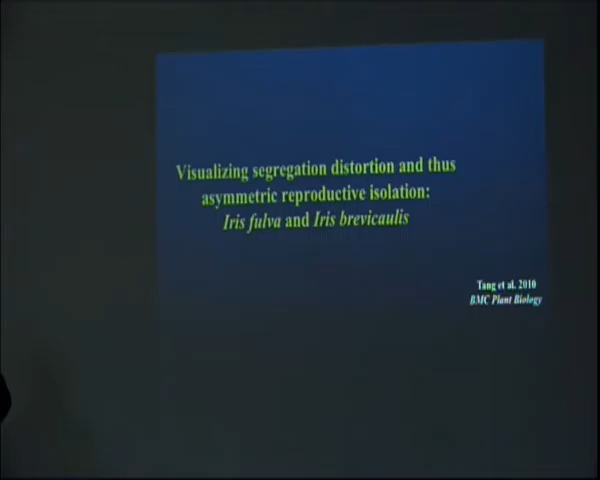 Visualizing segregation distortion and thus
asymmetric reproductive isolation:
Iris fulva and Iris brevicaulis
Tang et al. 2010
BMC Plant Biology